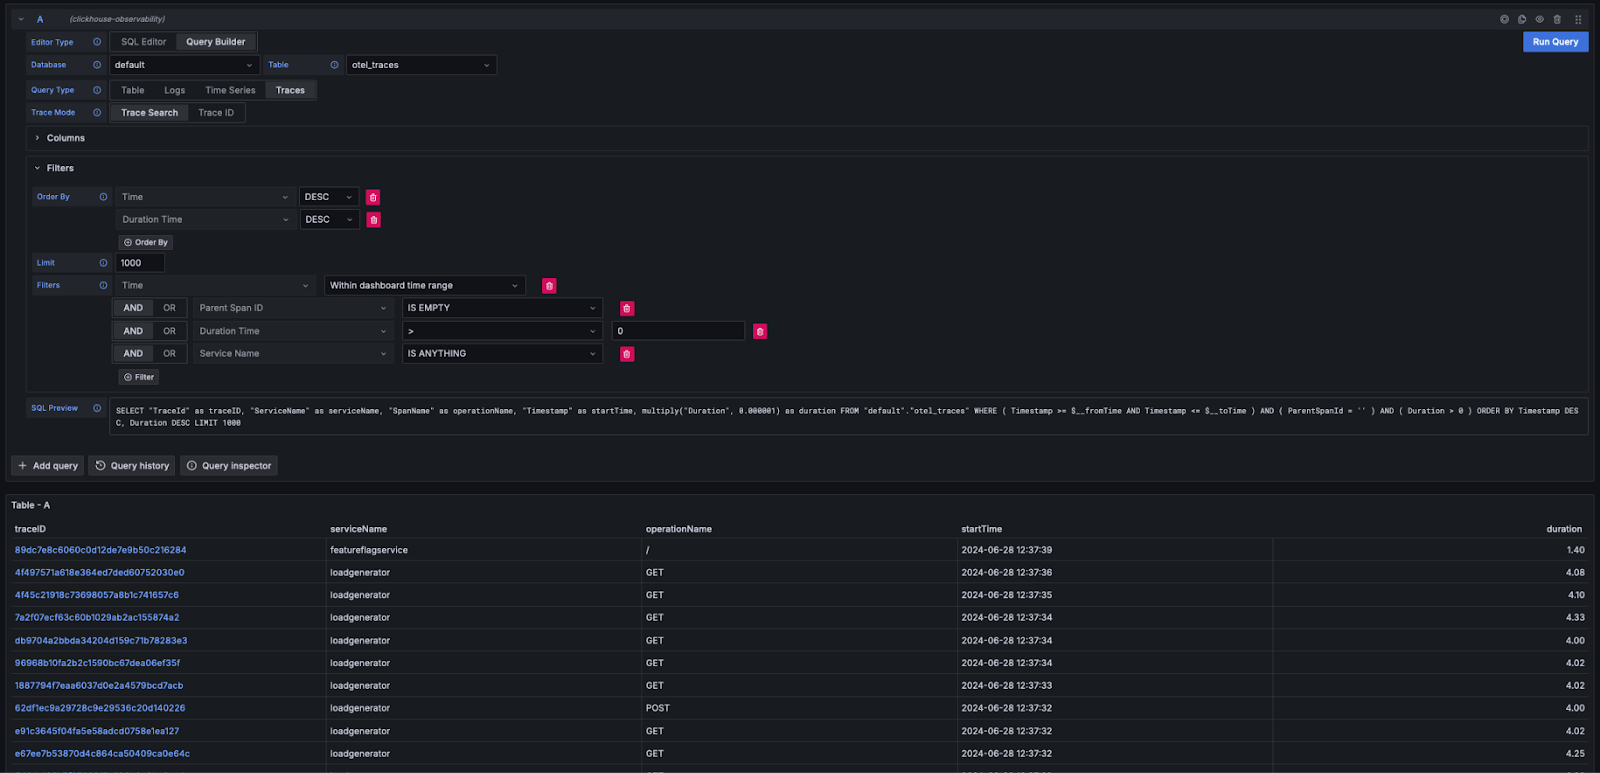 A (clickhouse-observability)
Editor Type SQL Editor Query Builder Run Query
Database default Table otel_traces
Query Type Table Logs Time Series Traces
Trace Mode Trace Search Trace ID
Columns
Filters
Order By Time DESC
Duration Time DESC
Order By
Limit 1000
Filters Time Within dashboard time range
AND OR Parent Span ID IS EMPTY
AND OR Duration Time > 0
AND OR Service Name IS ANYTHING
Filter
SQL Preview SELECT "TraceId" as traceID, "ServiceName" as serviceName, "SpanName" as operationName, "Timestamp" as startTime, multiply("Duration", 0.000001) as duration FROM "default"."otel_traces" WHERE ( Timestamp >= $__fromTime AND Timestamp <= $__toTime ) AND ( ParentSpanId = '' ) AND ( Duration > 0 ) ORDER BY Timestamp DES
C, Duration DESC LIMIT 1000
Add query Query history Query inspector
Table - A
traceID serviceName operationName startTime duration
89dc7e8c6060c0d12de7e9b50c216284 featureflagservice / 2024-06-28 12:37:39 1.40
4f497571a618e364ed7ded60752030e0 loadgenerator GET 2024-06-28 12:37:36 4.08
4f45c21918c73698057a8b1c741657c6 loadgenerator GET 2024-06-28 12:37:35 4.10
7a2f07ecf63c60b1029ab2ac155874a2 loadgenerator GET 2024-06-28 12:37:34 4.33
db9704a2bbda34204d159c71b78283e3 loadgenerator GET 2024-06-28 12:37:34 4.00
96968b10fa2b2c1590bc67dea06ef35f loadgenerator GET 2024-06-28 12:37:34 4.02
1887794f7eaa6037d0e2a4579bcd7acb loadgenerator GET 2024-06-28 12:37:33 4.02
62df1ec9a29728c9e29536c20d140226 loadgenerator POST 2024-06-28 12:37:32 4.00
e91c3645f04fa5e58adcd0758e1ea127 loadgenerator GET 2024-06-28 12:37:32 4.02
e67ee7b53870d4c864ca50409ca0e64c loadgenerator GET 2024-06-28 12:37:32 4.25